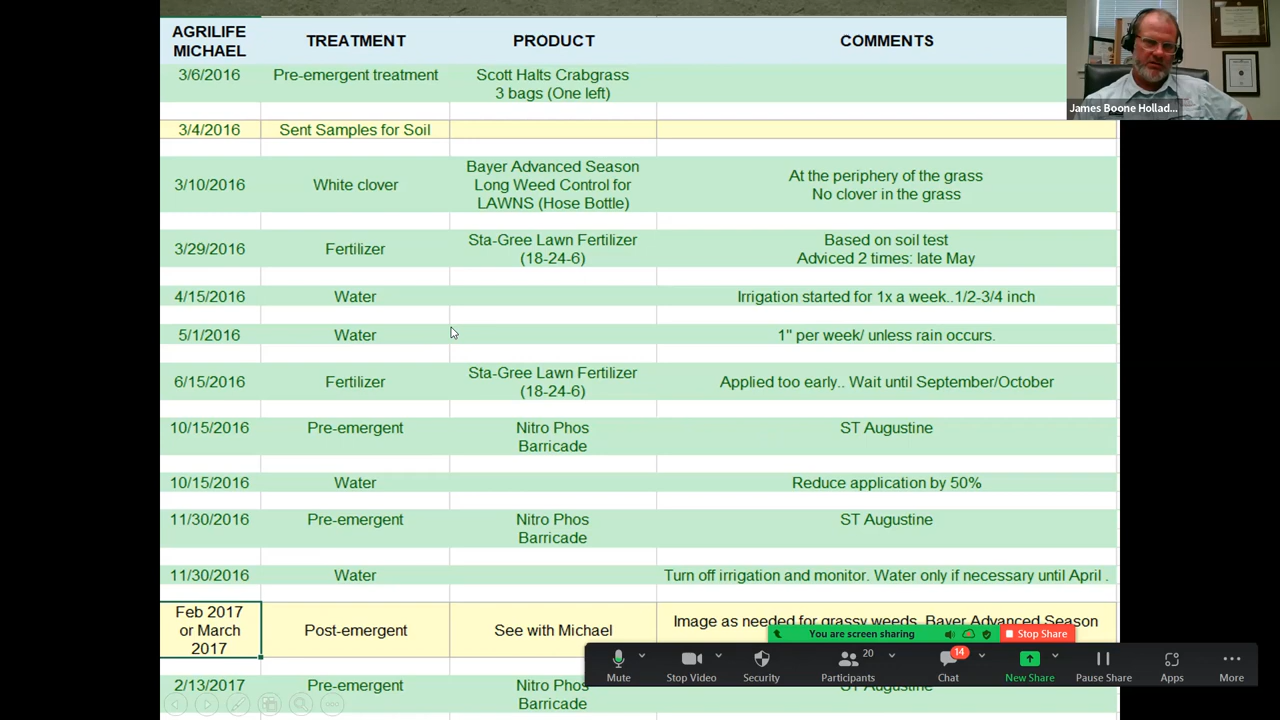 AGRILIFE
MICHAEL
TREATMENT
PRODUCT
COMMENTS
3/6/2016
Pre-emergent treatment
Scott Halts Crabgrass
3 bags (One left)
3/4/2016
Sent Samples for Soil
3/10/2016
White clover
Bayer Advanced Season
Long Weed Control for
LAWNS (Hose Bottle)
At the periphery of the grass
No clover in the grass
3/29/2016
Fertilizer
Sta-Gree Lawn Fertilizer
(18-24-6)
Based on soil test
Adviced 2 times: late May
4/15/2016
Water
Irrigation started for 1x a week..1/2-3/4 inch
5/1/2016
Water
1" per week/ unless rain occurs.
6/15/2016
Fertilizer
Sta-Gree Lawn Fertilizer
(18-24-6)
Applied too early.. Wait until September/October
10/15/2016
Pre-emergent
Nitro Phos
Barricade
ST Augustine
10/15/2016
Water
Reduce application by 50%
11/30/2016
Pre-emergent
Nitro Phos
Barricade
ST Augustine
11/30/2016
Water
Turn off irrigation and monitor. Water only if necessary until April .
Feb 2017
or March
2017
Post-emergent
See with Michael
Image as needed for grassy weeds. Bayer Advanced Season
2/13/2017
Pre-emergent
Nitro Phos
Barricade
ST Augustine
James Boone Hollad...
You are screen sharing
Stop Share
Mute
Stop Video
Security
20
Participants
14
Chat
New Share
Pause Share
Apps
More